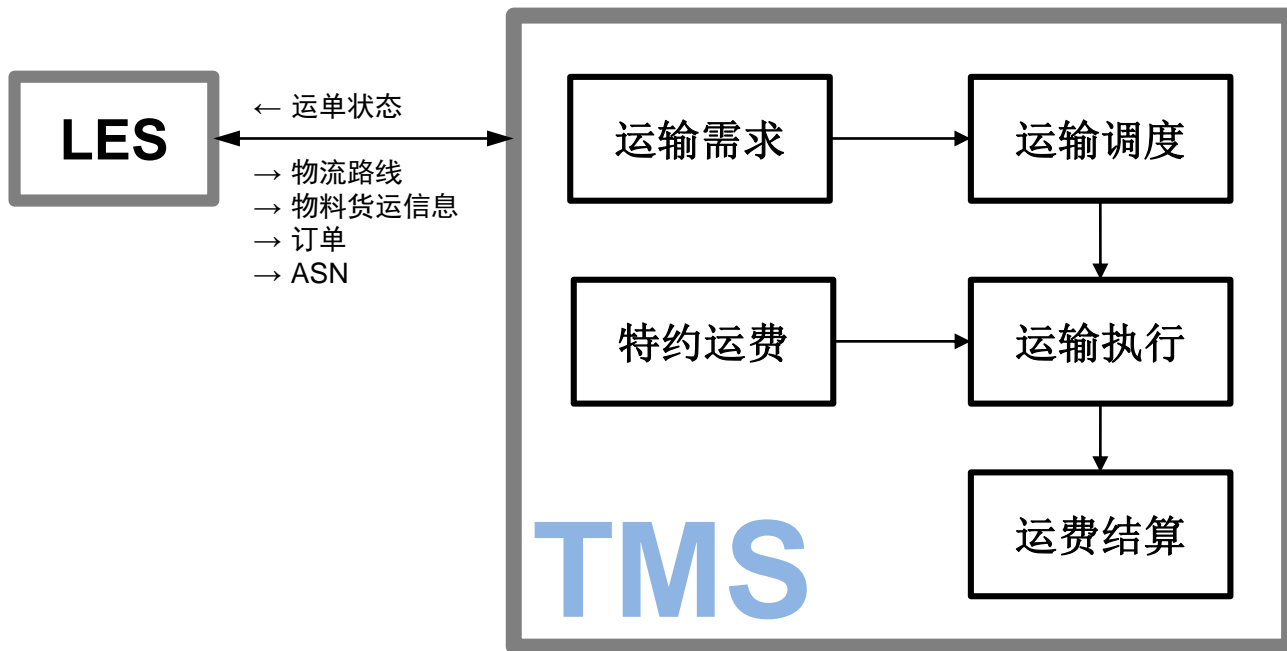 LES
← 运单状态
→ 物流路线
→ 物料货运信息
→ 订单
→ ASN
运输需求
运输调度
特约运费
运输执行
运费结算
TMS